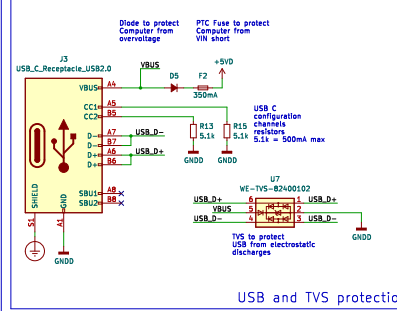 Diode to protect
Computer from
overvoltage
PTC Fuse to protect
Computer from
VIN short
J3
USB_C_Receptacle_USB2.0
VBUS
+5VD
D5
F2
350mA
VBUS
A4
CC1
A5
CC2
B5
R13
5.1k
R15
5.1k
USB C
configuration
channels
resistors
5.1k = 500mA max
D-
A7
USB_D-
D-
B7
D+
A6
USB_D+
D+
B6
GNDD
GNDD
SBU1
A8
SBU2
B8
SHIELD
GND
S1
A1
GNDD
U7
WE-TVS-82400102
USB_D+
6
1
USB_D+
VBUS
5
2
USB_D-
4
3
USB_D-
GNDD
TVS to protect
USB from electrostatic
discharges
USB and TVS protectio